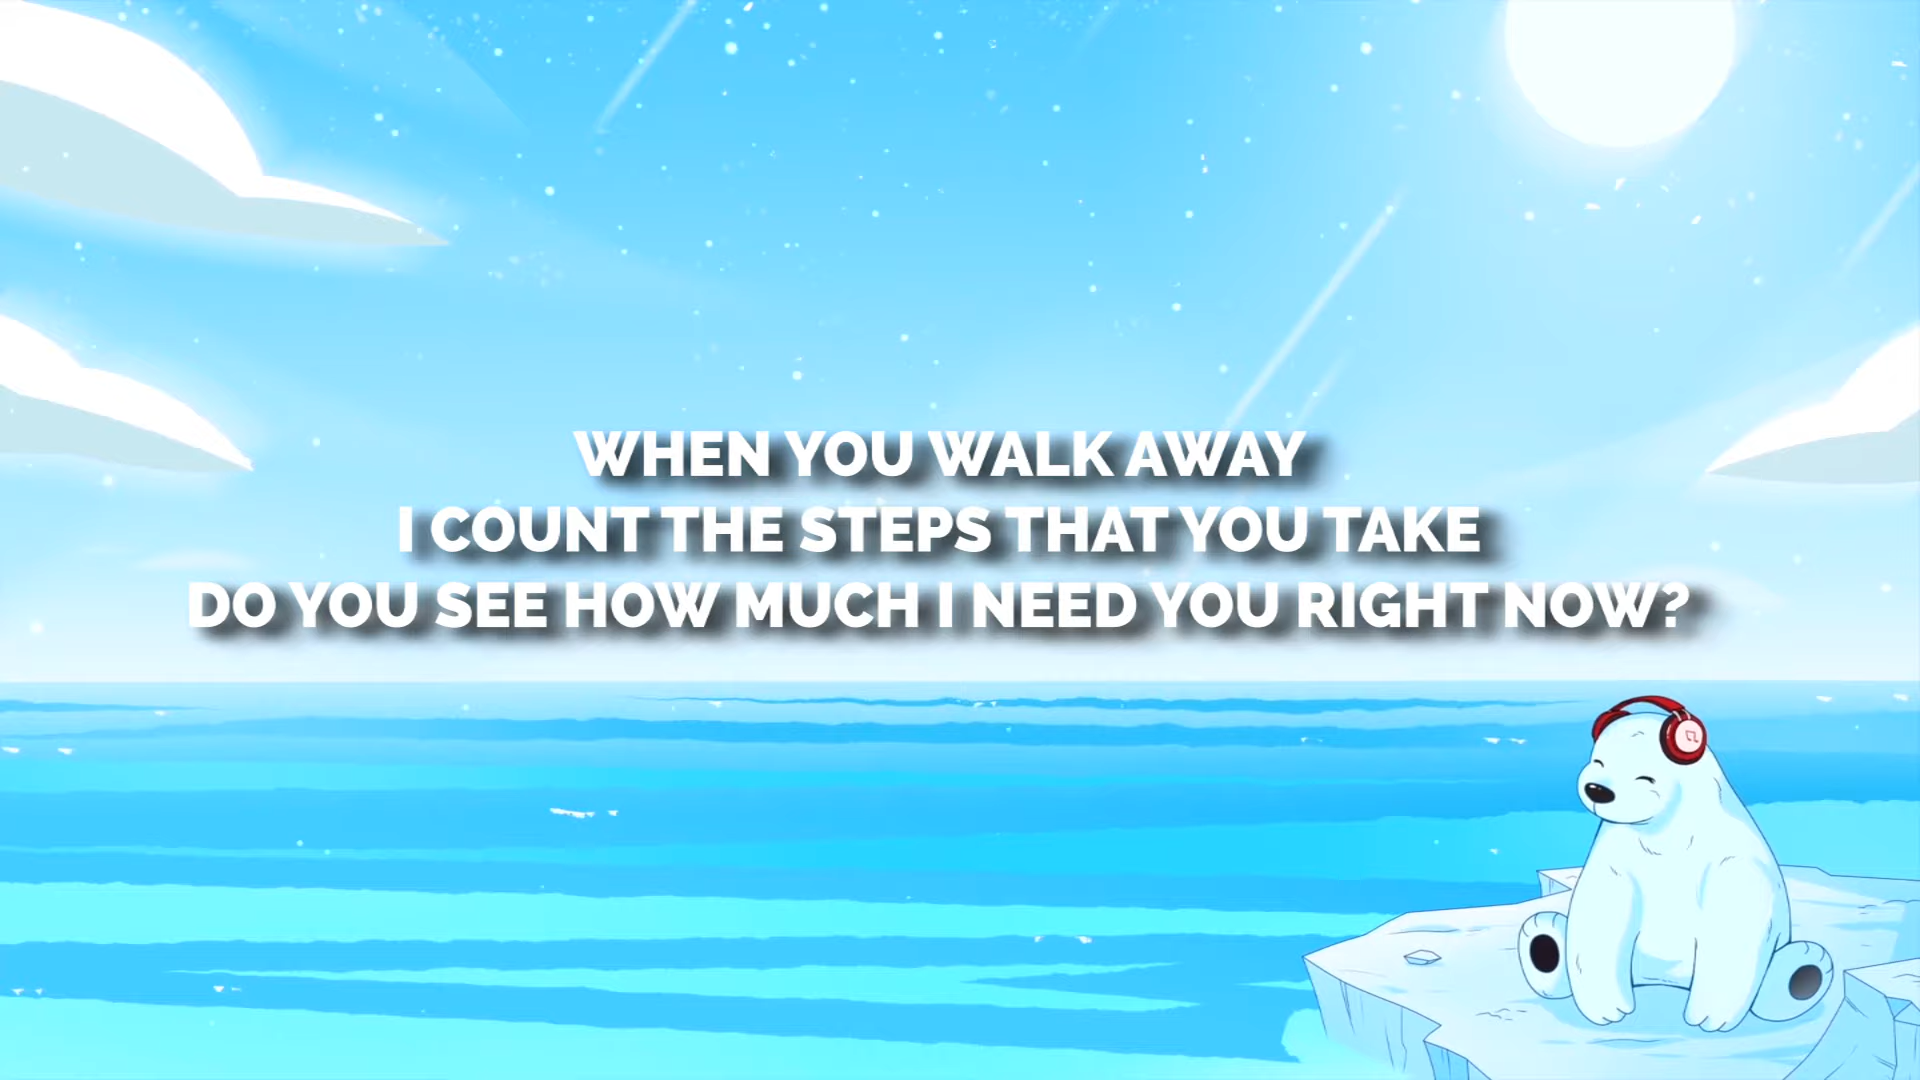 WHEN YOU WALK AWAY
I COUNT THE STEPS THAT YOU TAKE
DO YOU SEE HOW MUCH I NEED YOU RIGHT NOW?